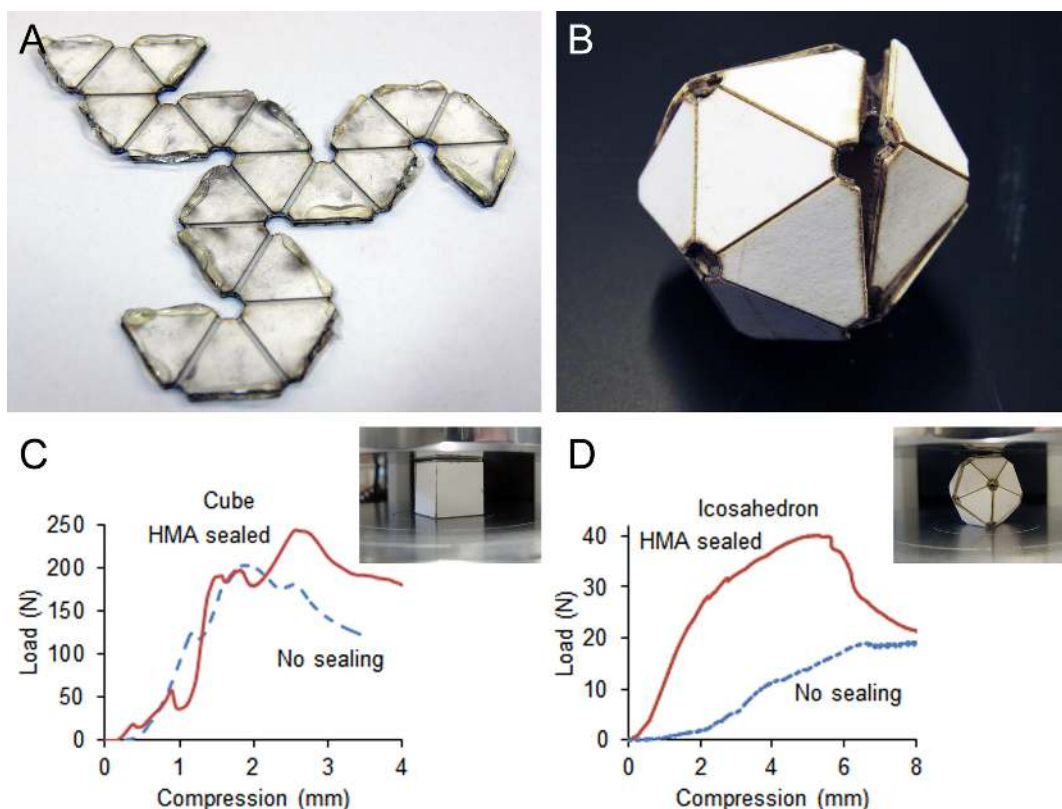 A
B
C
Cube
HMA sealed
No sealing
250
200
150
100
50
0
Load (N)
0 1 2 3 4
Compression (mm)
D
Icosahedron
HMA sealed
No sealing
40
30
20
10
0
Load (N)
0 2 4 6 8
Compression (mm)